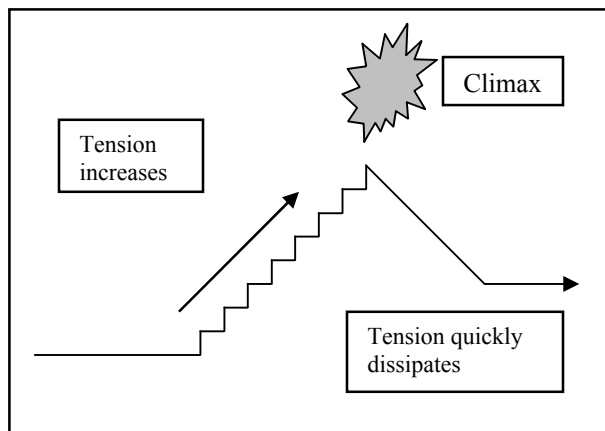 Climax
Tension
increases
Tension quickly
dissipates